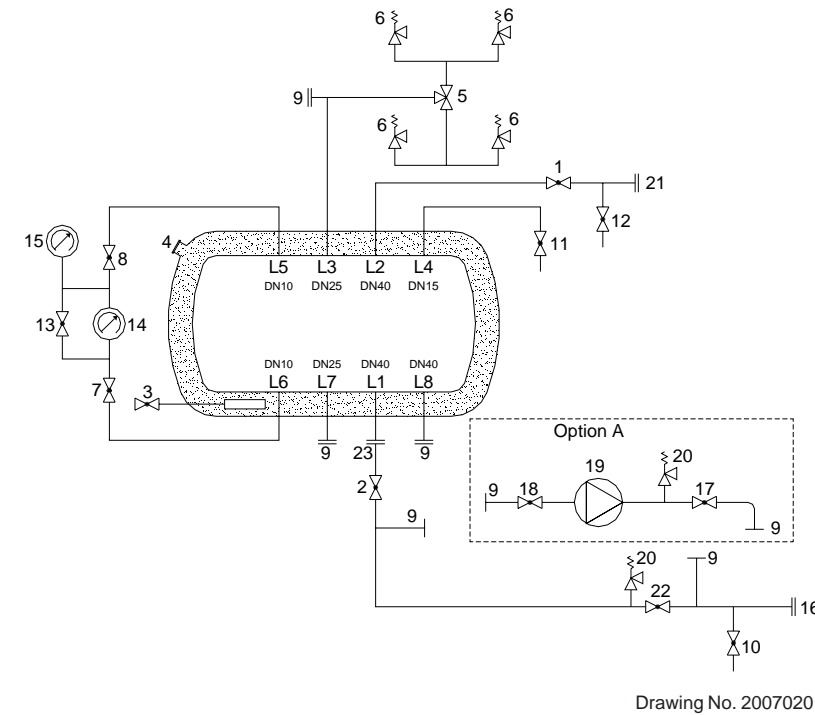 6 6
9 5
6 6
1
21
12
15 4 8 11
L5 L3 L2 L4
DN10 DN25 DN40 DN15
13 14
DN10 DN25 DN40 DN40
L6 L7 L1 L8
7 3
9 23 9
2
9
Option A
9 18 19 20 17
9
20 9
22
16
10
Drawing No. 2007020